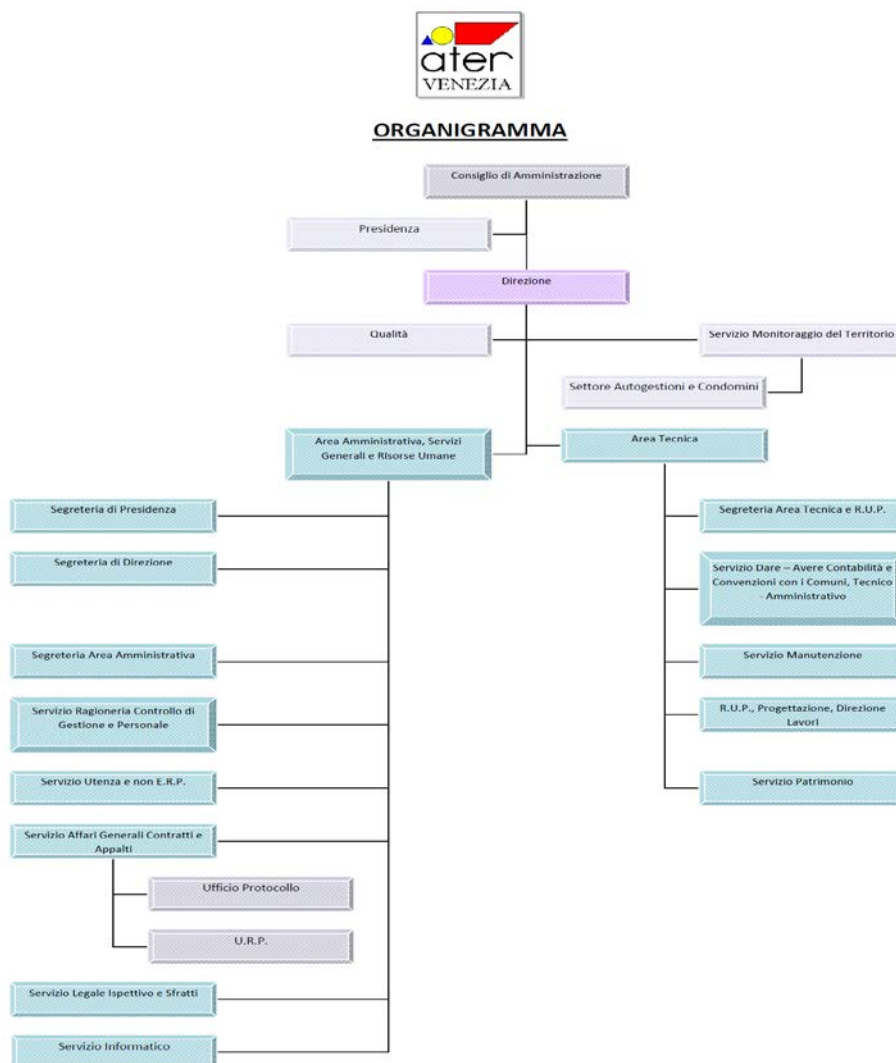 ater
VENEZIA
ORGANIGRAMMA
Consiglio di Amministrazione
Presidenza
Direzione
Qualità
Servizio Monitoraggio del Territorio
Settore Autogestioni e Condomini
Area Amministrativa, Servizi
Generali e Risorse Umane
Area Tecnica
Segreteria di Presidenza
Segreteria di Direzione
Segreteria Area Amministrativa
Servizio Ragioneria Controllo di
Gestione e Personale
Servizio Utenza e non E.R.P.
Servizio Affari Generali Contratti e
Appalti
Ufficio Protocollo
U.R.P.
Servizio Legale Ispettivo e Sfratti
Servizio Informatico
Segreteria Area Tecnica e R.U.P.
Servizio Dare – Avere Contabilità e
Convenzioni con i Comuni, Tecnico
- Amministrativo
Servizio Manutenzione
R.U.P., Progettazione, Direzione
Lavori
Servizio Patrimonio